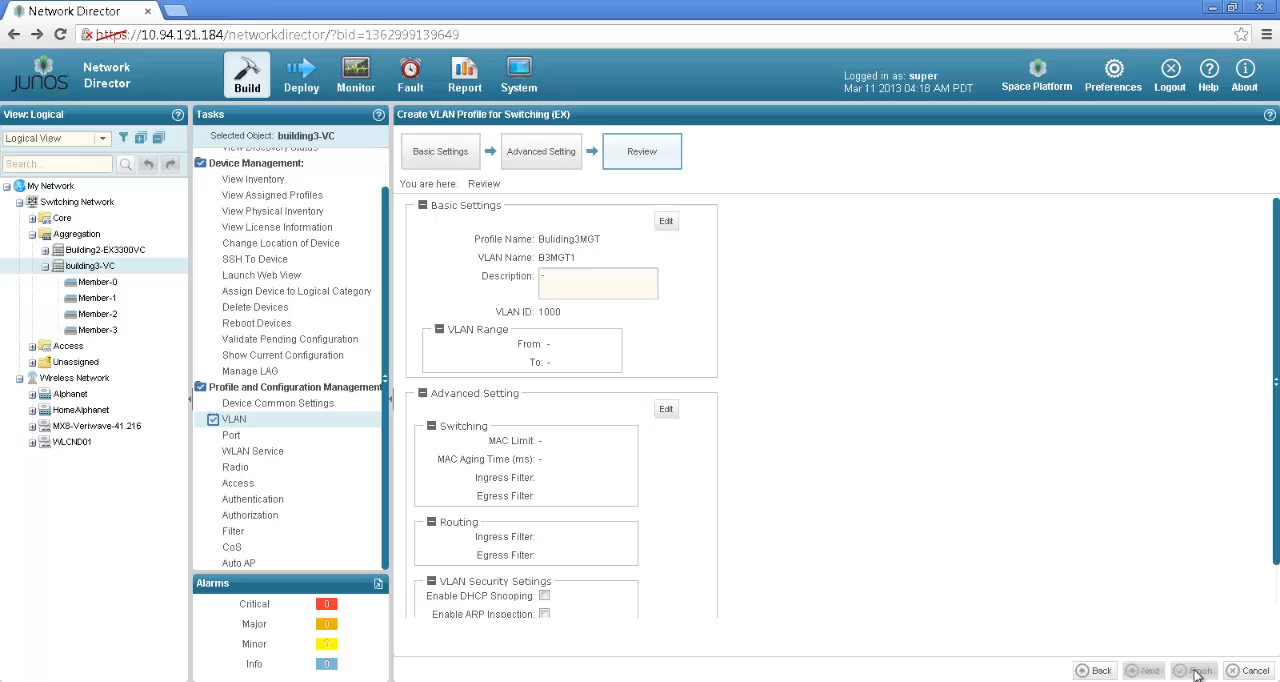 Network Director
https://10.94.191.184/networkdirector/?bid=1362999139649
JUNOS
Network Director
Build
Deploy
Monitor
Fault
Report
System
Logged in as: super
Mar 11 2013 04:18 AM PDT
Space Platform
Preferences
Logout
Help
About
View: Logical
Logical View
Search...
My Network
Switching Network
Core
Aggregation
Building2-EX3300VC
building3-VC
Member-0
Member-1
Member-2
Member-3
Access
Unassigned
Wireless Network
Alphanet
HomeAlphanet
MX8-Veriwave-41.216
WLCND01
Tasks
Selected Object: building3-VC
View Discovery Status
Device Management:
View Inventory
View Assigned Profiles
View Physical Inventory
View License Information
Change Location of Device
SSH To Device
Launch Web View
Assign Device to Logical Category
Delete Devices
Reboot Devices
Validate Pending Configuration
Show Current Configuration
Manage LAG
Profile and Configuration Management
Device Common Settings
VLAN
Port
WLAN Service
Radio
Access
Authentication
Authorization
Filter
CoS
Auto AP
Alarms
Critical 0
Major 0
Minor 0
Info 0
Create VLAN Profile for Switching (EX)
Basic Settings
Advanced Setting
Review
You are here: Review
Basic Settings
Edit
Profile Name: Buliding3MGT
VLAN Name: B3MGT1
Description: -
VLAN ID: 1000
VLAN Range
From: -
To: -
Advanced Setting
Edit
Switching
MAC Limit: -
MAC Aging Time (ms): -
Ingress Filter:
Egress Filter:
Routing
Ingress Filter:
Egress Filter:
VLAN Security Settings
Enable DHCP Snooping:
Enable ARP Inspection:
Back
Next
Finish
Cancel